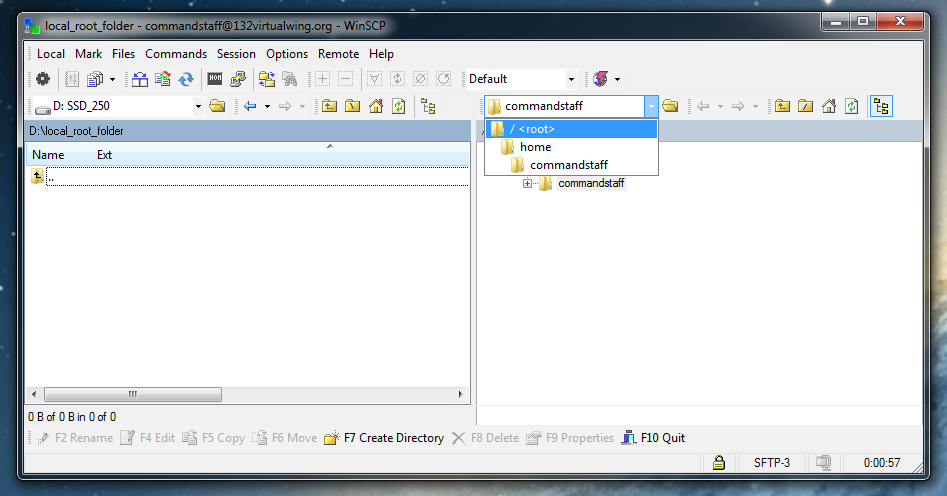 local_root_folder - commandstaff@132virtualwing.org - WinSCP
Local Mark Files Commands Session Options Remote Help
Default
D: SSD_250
commandstaff
D:\local_root_folder
/ <root>
Name Ext
home
..
commandstaff
commandstaff
0 B of 0 B in 0 of 0
F2 Rename F4 Edit F5 Copy F6 Move F7 Create Directory F8 Delete F9 Properties F10 Quit
SFTP-3 0:00:57